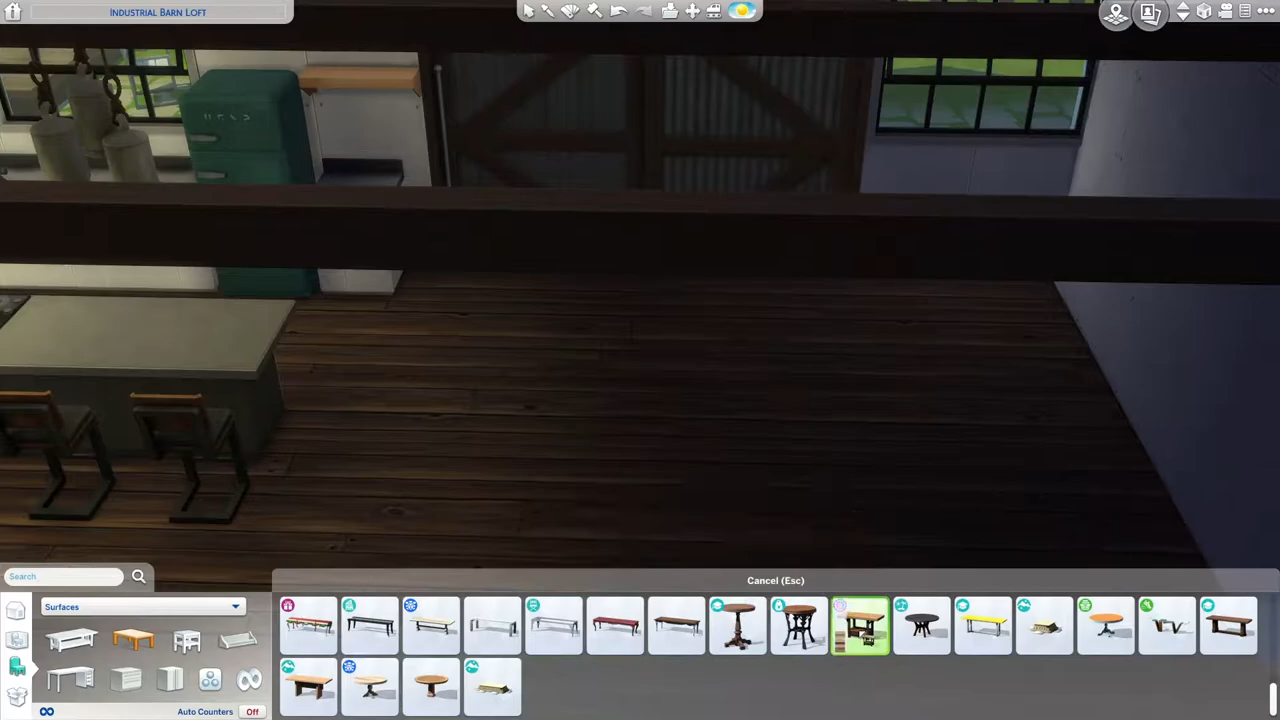 Industrial Barn Loft
Cancel (Esc)
Search
Surfaces
Auto Counters
Off